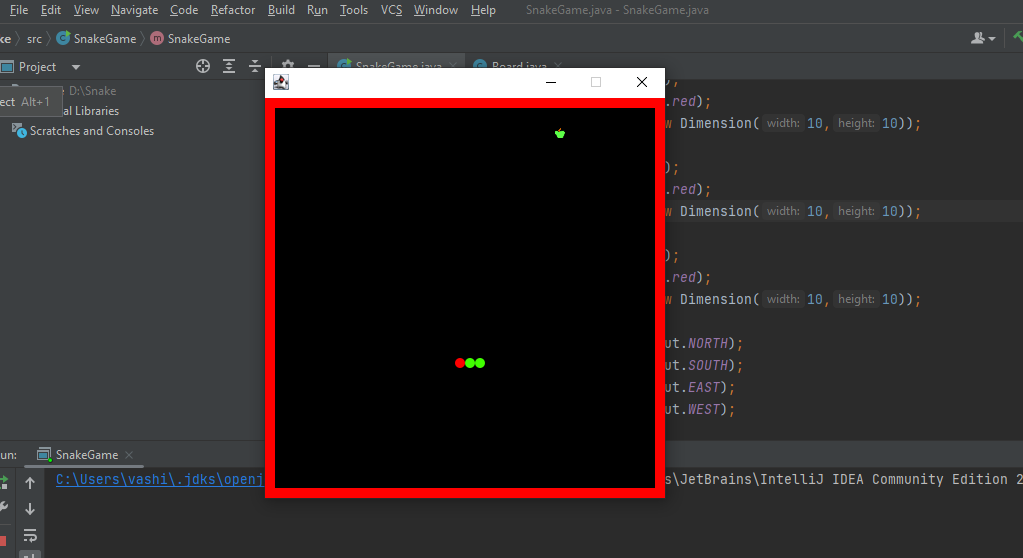 File Edit View Navigate Code Refactor Build Run Tools VCS Window Help SnakeGame.java - SnakeGame.java
ke src SnakeGame SnakeGame
Project SnakeGame.java Board.java
D:\Snake
ect Alt+1
al Libraries
Scratches and Consoles
.red);
w Dimension( width: 10, height: 10));
);
.red);
w Dimension( width: 10, height: 10));
);
.red);
w Dimension( width: 10, height: 10));
ut.NORTH);
ut.SOUTH);
ut.EAST);
ut.WEST);
un: SnakeGame
C:\Users\vashi\.jdks\openj s\JetBrains\IntelliJ IDEA Community Edition 2